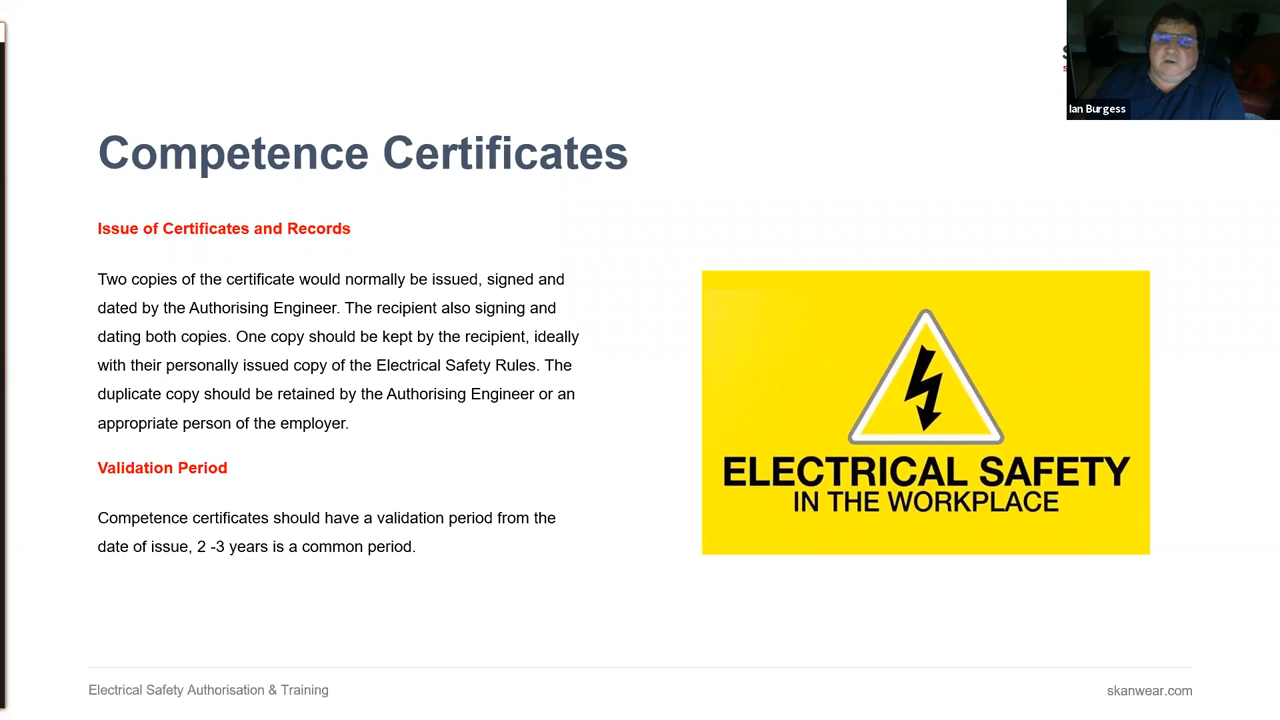 Ian Burgess
Competence Certificates
Issue of Certificates and Records
Two copies of the certificate would normally be issued, signed and
dated by the Authorising Engineer. The recipient also signing and
dating both copies. One copy should be kept by the recipient, ideally
with their personally issued copy of the Electrical Safety Rules. The
duplicate copy should be retained by the Authorising Engineer or an
appropriate person of the employer.
Validation Period
Competence certificates should have a validation period from the
date of issue, 2 -3 years is a common period.
ELECTRICAL SAFETY
IN THE WORKPLACE
Electrical Safety Authorisation & Training
skanwear.com